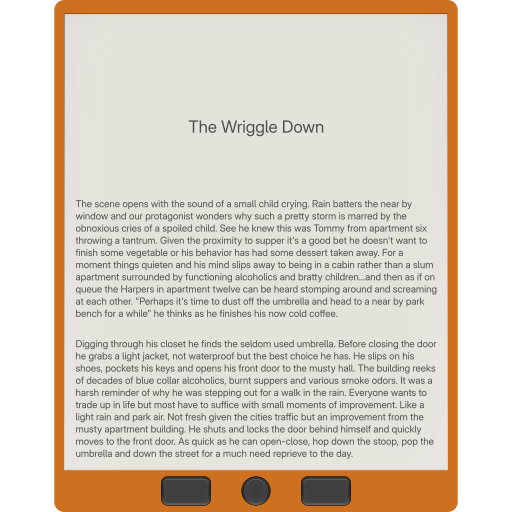 The Wriggle Down
The scene opens with the sound of a small child crying. Rain batters the near by
window and our protagonist wonders why such a pretty storm is marred by the
obnoxious cries of a spoiled child. See he knew this was Tommy from apartment six
throwing a tantrum. Given the proximity to supper it's a good bet he doesn't want to
finish some vegetable or his behavior has had some dessert taken away. For a
moment things quieten and his mind slips away to being in a cabin rather than a slum
apartment surrounded by functioning alcoholics and bratty children...and then as if on
queue the Harpers in apartment twelve can be heard stomping around and screaming
at each other. "Perhaps it's time to dust off the umbrella and head to a near by park
bench for a while" he thinks as he finishes his now cold coffee.
Digging through his closet he finds the seldom used umbrella. Before closing the door
he grabs a light jacket, not waterproof but the best choice he has. He slips on his
shoes, pockets his keys and opens his front door to the musty hall. The building reeks
of decades of blue collar alcoholics, burnt suppers and various smoke odors. It was a
harsh reminder of why he was stepping out for a walk in the rain. Everyone wants to
trade up in life but most have to suffice with small moments of improvement. Like a
light rain and park air. Not fresh given the cities traffic but an improvement from the
musty apartment building. He shuts and locks the door behind himself and quickly
moves to the front door. As quick as he can open-close, hop down the stoop, pop the
umbrella and down the street for a much need reprieve to the day.